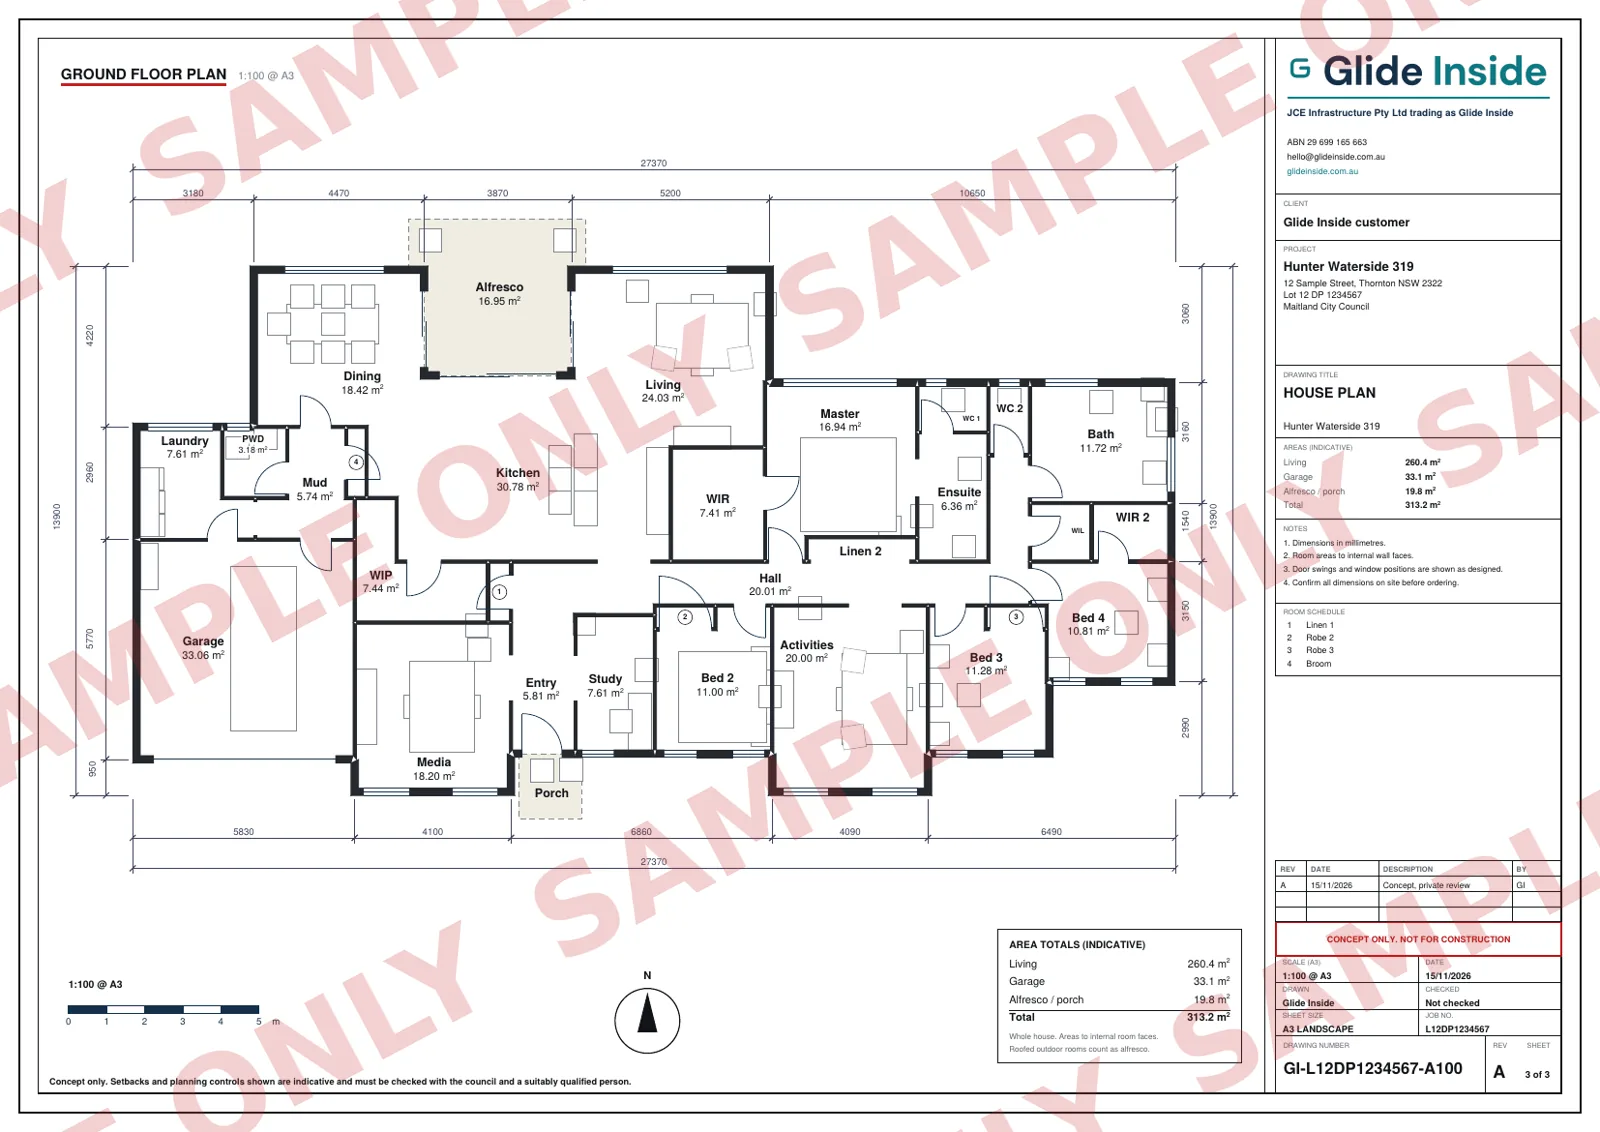 GROUND FLOOR PLAN 1:100 @ A3
27370
3180 4470 3870 5200 10650
Alfresco
16.95 m²
Dining
18.42 m²
Living
24.03 m²
Master
16.94 m²
WC 1
WC 2
Bath
11.72 m²
Laundry
7.61 m²
PWD
3.18 m²
4
Mud
5.74 m²
Kitchen
30.78 m²
WIR
7.41 m²
Ensuite
6.36 m²
WIL
WIR 2
Linen 2
WIP
7.44 m²
1
Hall
20.01 m²
2
3
Bed 4
10.81 m²
Garage
33.06 m²
Activities
20.00 m²
Bed 3
11.28 m²
Entry
5.81 m²
Study
7.61 m²
Bed 2
11.00 m²
Media
18.20 m²
Porch
4220
2960
5770
950
13900
3060
3160
1540
3150
2990
13900
5830 4100 6860 4090 6490
27370
1:100 @ A3
0 1 2 3 4 5 m
N
AREA TOTALS (INDICATIVE)
Living 260.4 m²
Garage 33.1 m²
Alfresco / porch 19.8 m²
Total 313.2 m²
Whole house. Areas to internal room faces.
Roofed outdoor rooms count as alfresco.
Concept only. Setbacks and planning controls shown are indicative and must be checked with the council and a suitably qualified person.
G Glide Inside
JCE Infrastructure Pty Ltd trading as Glide Inside
ABN 29 699 165 663
hello@glideinside.com.au
glideinside.com.au
CLIENT
Glide Inside customer
PROJECT
Hunter Waterside 319
12 Sample Street, Thornton NSW 2322
Lot 12 DP 1234567
Maitland City Council
DRAWING TITLE
HOUSE PLAN
Hunter Waterside 319
AREAS (INDICATIVE)
Living 260.4 m²
Garage 33.1 m²
Alfresco / porch 19.8 m²
Total 313.2 m²
NOTES
1. Dimensions in millimetres.
2. Room areas to internal wall faces.
3. Door swings and window positions are shown as designed.
4. Confirm all dimensions on site before ordering.
ROOM SCHEDULE
1 Linen 1
2 Robe 2
3 Robe 3
4 Broom
REV DATE DESCRIPTION BY
A 15/11/2026 Concept, private review GI
CONCEPT ONLY. NOT FOR CONSTRUCTION
SCALE (A3) DATE
1:100 @ A3 15/11/2026
DRAWN CHECKED
Glide Inside Not checked
SHEET SIZE JOB NO.
A3 LANDSCAPE L12DP1234567
DRAWING NUMBER REV SHEET
GI-L12DP1234567-A100 A 3 of 3
SAMPLE ONLY SAMPLE ONLY
SAMPLE ONLY SAMPLE ONLY
SAMPLE ONLY SAMPLE
ONLY SAMPLE